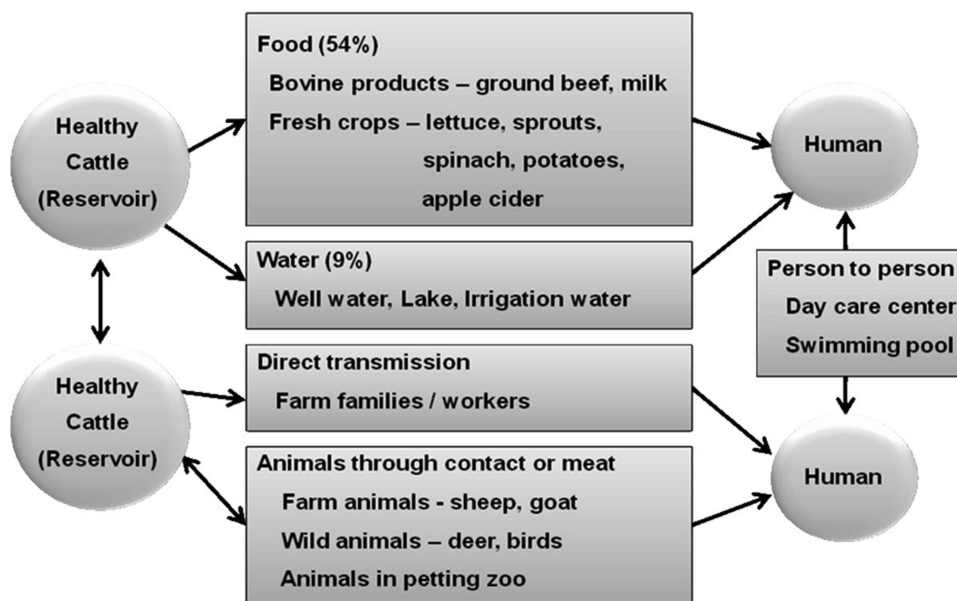 Healthy
Cattle
(Reservoir)
Food (54%)
Bovine products – ground beef, milk
Fresh crops – lettuce, sprouts,
spinach, potatoes,
apple cider
Human
Water (9%)
Well water, Lake, Irrigation water
Person to person
Day care center
Swimming pool
Healthy
Cattle
(Reservoir)
Direct transmission
Farm families / workers
Animals through contact or meat
Farm animals - sheep, goat
Wild animals – deer, birds
Animals in petting zoo
Human